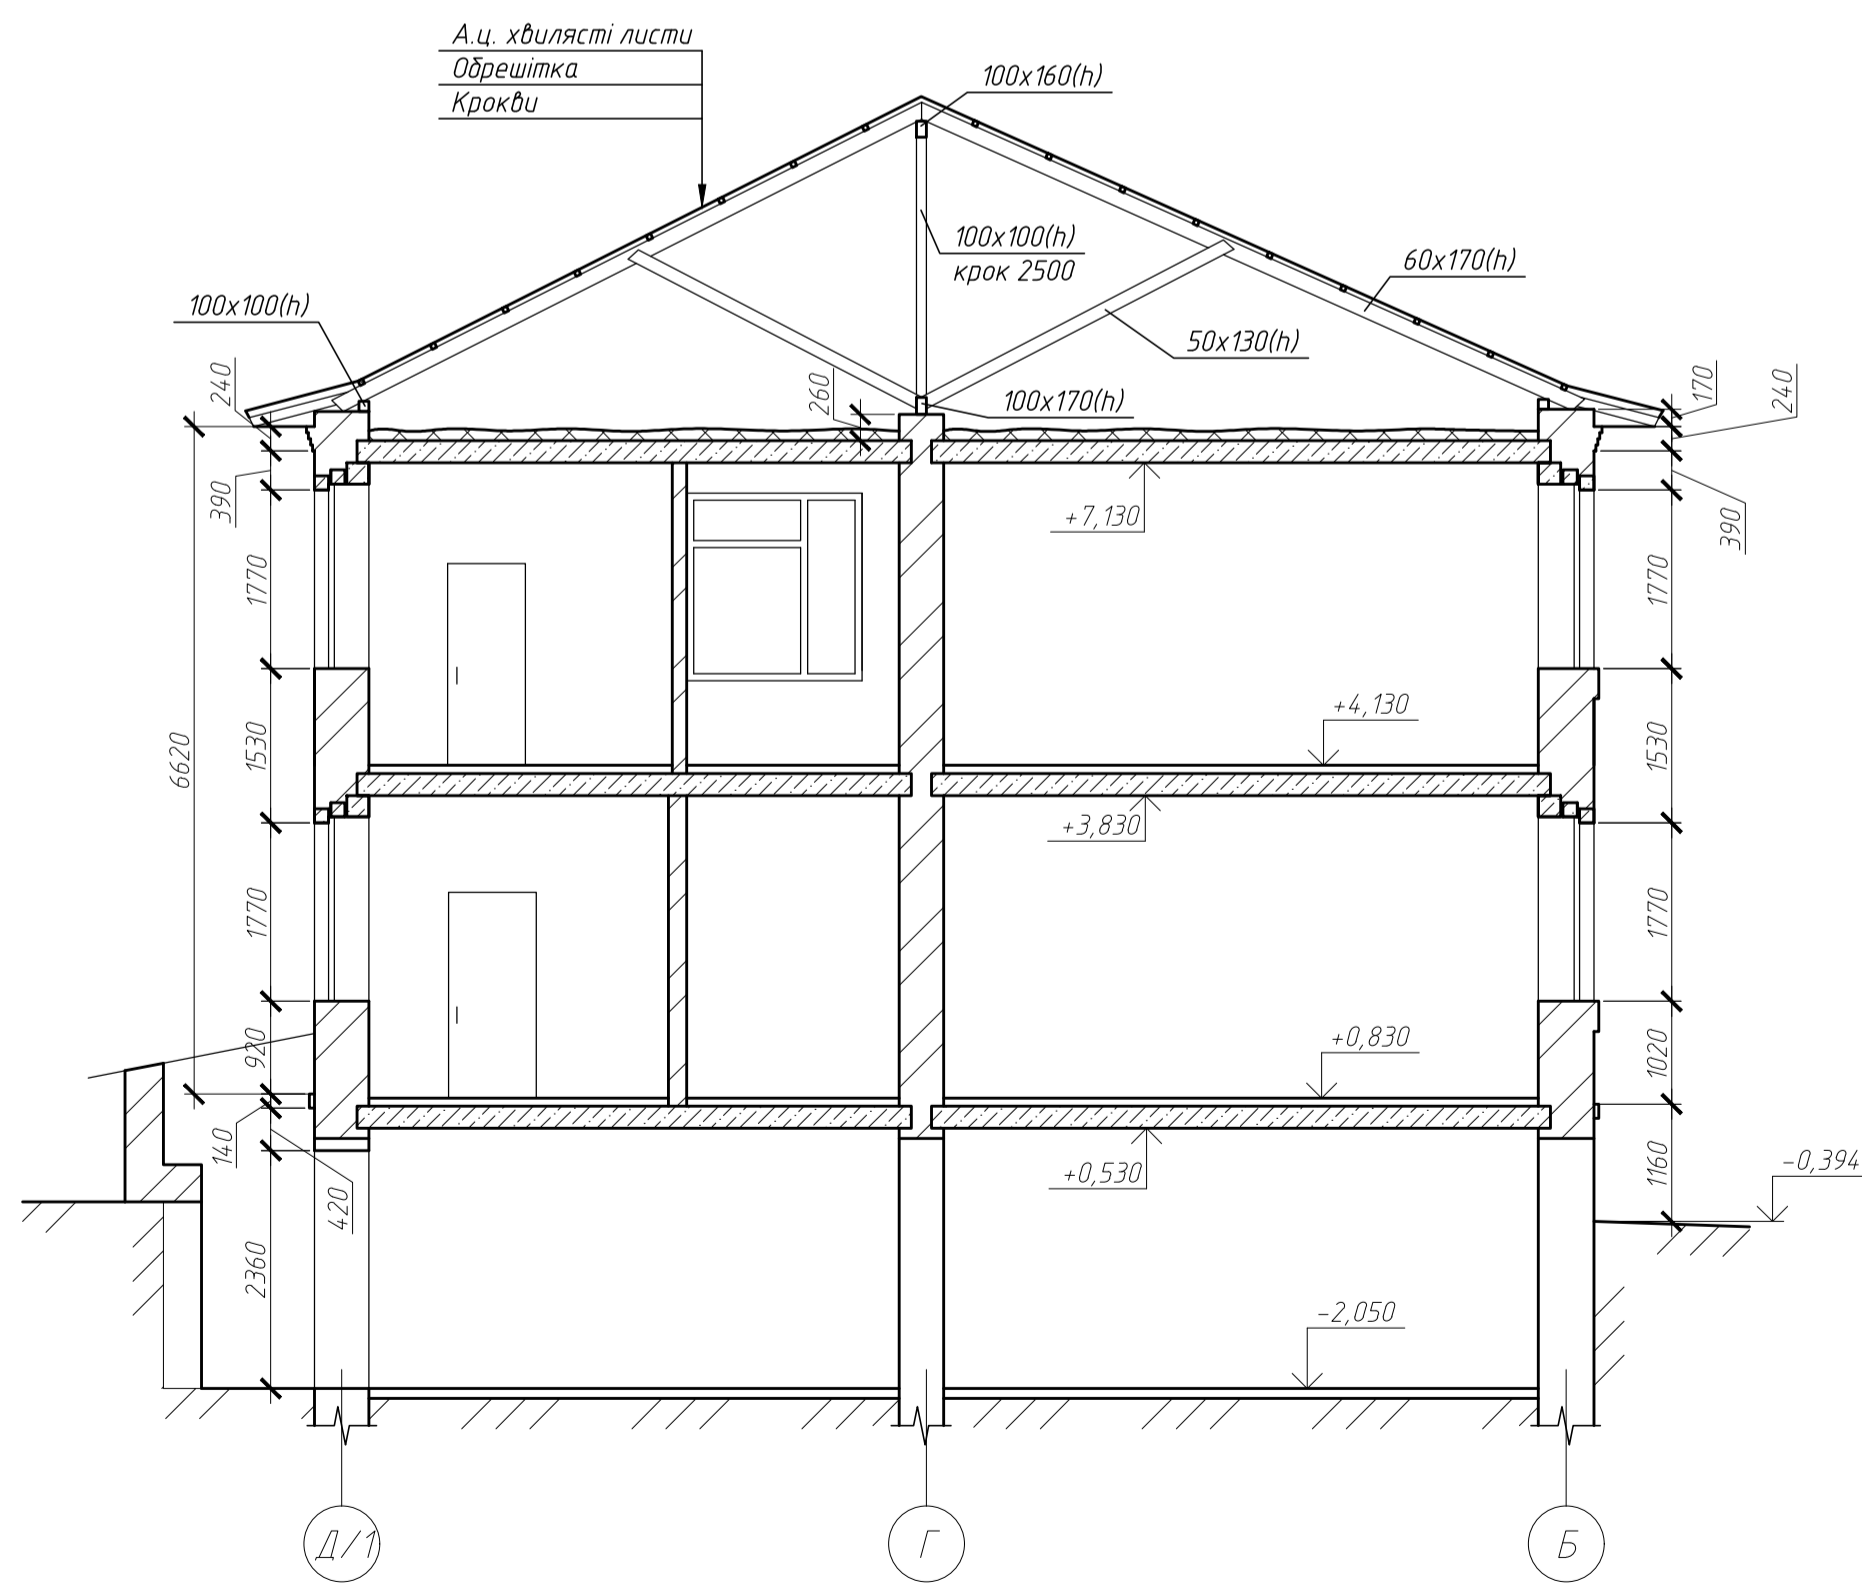 А.ц. хвилясті листи
Обрешітка
Крокви
100x160(h)
100x100(h)
крок 2500
60x170(h)
50x130(h)
100x100(h)
100x170(h)
240
260
170
240
390
390
+7,130
1770
1770
+4,130
6620
1530
1530
+3,830
1770
1770
920
+0,830
1020
140
420
+0,530
1160
-0,394
2360
-2,050
Д/1
Г
Б